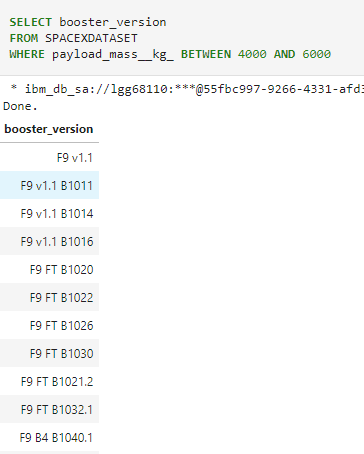 SELECT booster_version
FROM SPACEXDATASET
WHERE payload_mass__kg_ BETWEEN 4000 AND 6000
* ibm_db_sa://lgg68110:***@55fbc997-9266-4331-afd3
Done.
booster_version
F9 v1.1
F9 v1.1 B1011
F9 v1.1 B1014
F9 v1.1 B1016
F9 FT B1020
F9 FT B1022
F9 FT B1026
F9 FT B1030
F9 FT B1021.2
F9 FT B1032.1
F9 B4 B1040.1